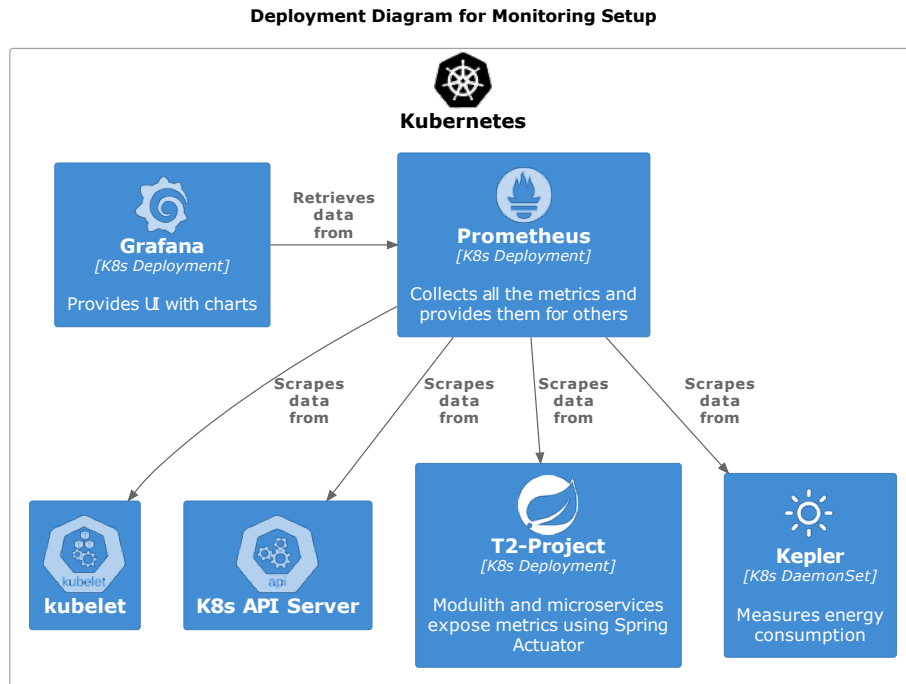 Deployment Diagram for Monitoring Setup
Kubernetes
Grafana
[K8s Deployment]
Provides UI with charts
Retrieves
data
from
Prometheus
[K8s Deployment]
Collects all the metrics and
provides them for others
Scrapes
data
from
Scrapes
data
from
Scrapes
data
from
Scrapes
data
from
kubelet
kubelet
api
K8s API Server
T2-Project
[K8s Deployment]
Modulith and microservices
expose metrics using Spring
Actuator
Kepler
[K8s DaemonSet]
Measures energy
consumption